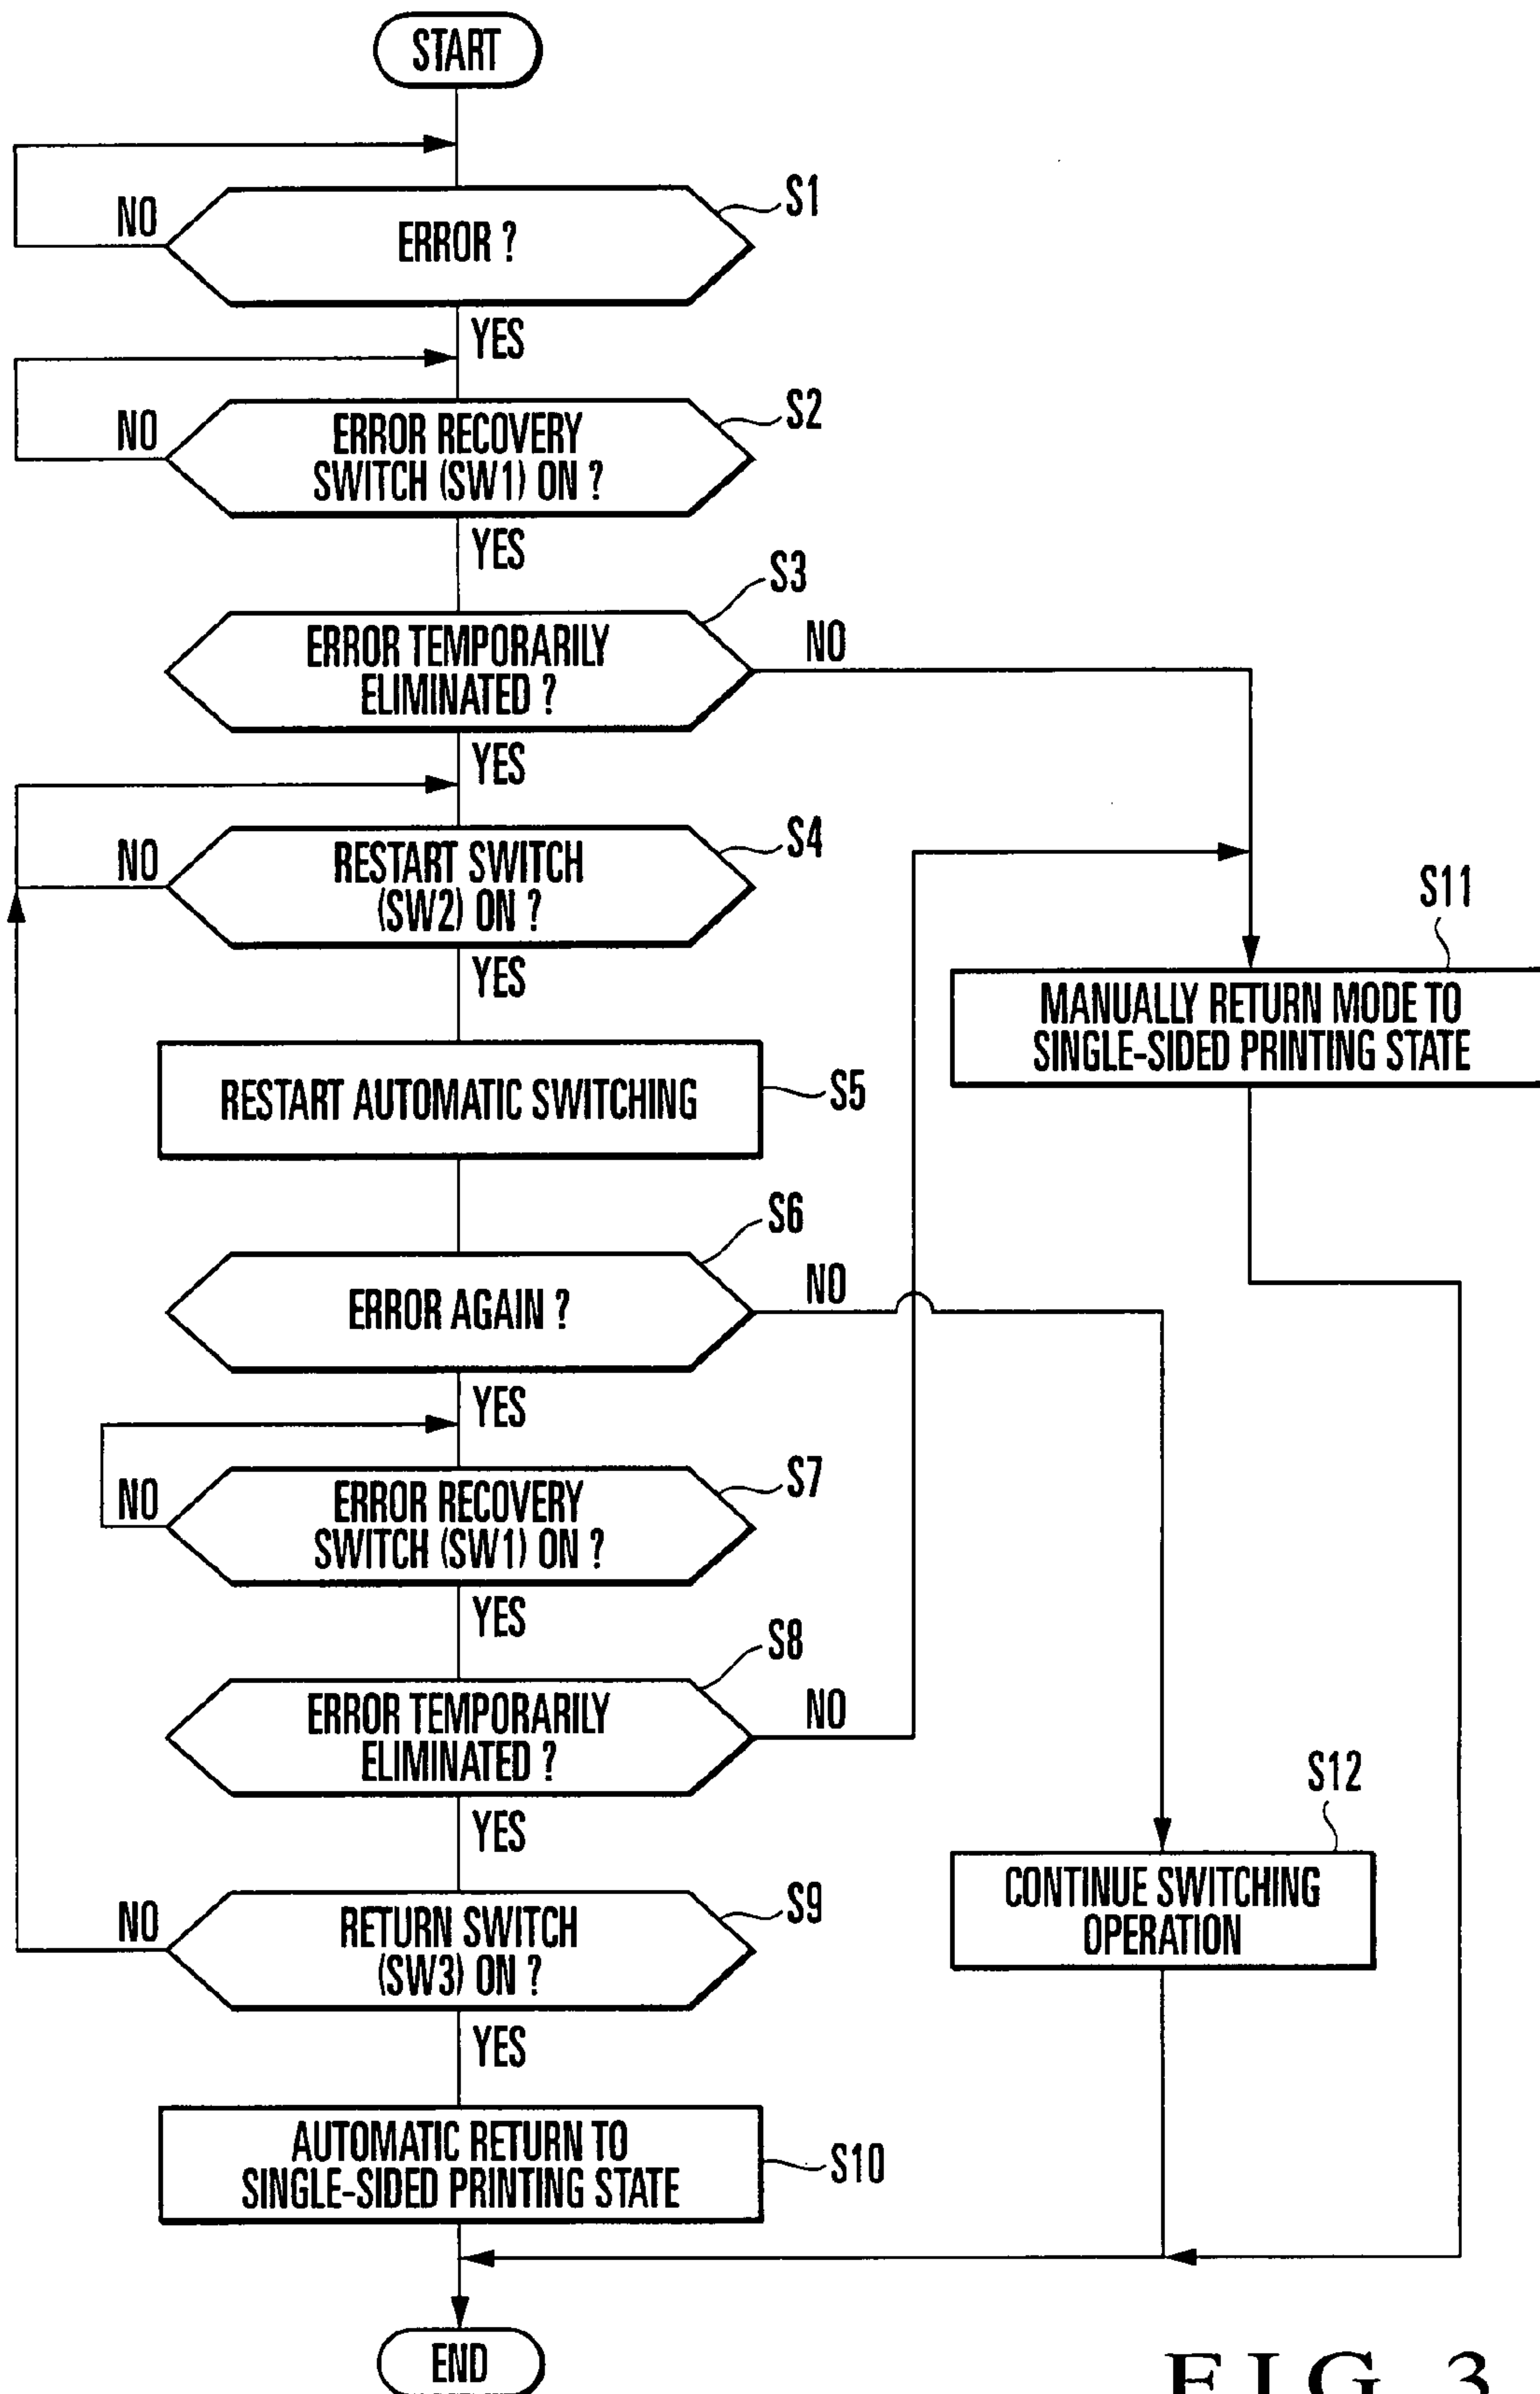 START
NO
ERROR ?
S1
YES
NO
ERROR RECOVERY
SWITCH (SW1) ON ?
S2
YES
S3
ERROR TEMPORARILY
ELIMINATED ?
NO
YES
NO
RESTART SWITCH
(SW2) ON ?
S4
YES
S11
MANUALLY RETURN MODE TO
SINGLE-SIDED PRINTING STATE
RESTART AUTOMATIC SWITCHING
S5
S6
ERROR AGAIN ?
NO
YES
NO
ERROR RECOVERY
SWITCH (SW1) ON ?
S7
YES
S8
ERROR TEMPORARILY
ELIMINATED ?
NO
YES
S12
CONTINUE SWITCHING
OPERATION
NO
RETURN SWITCH
(SW3) ON ?
S9
YES
AUTOMATIC RETURN TO
SINGLE-SIDED PRINTING STATE
S10
END
FIG. 3